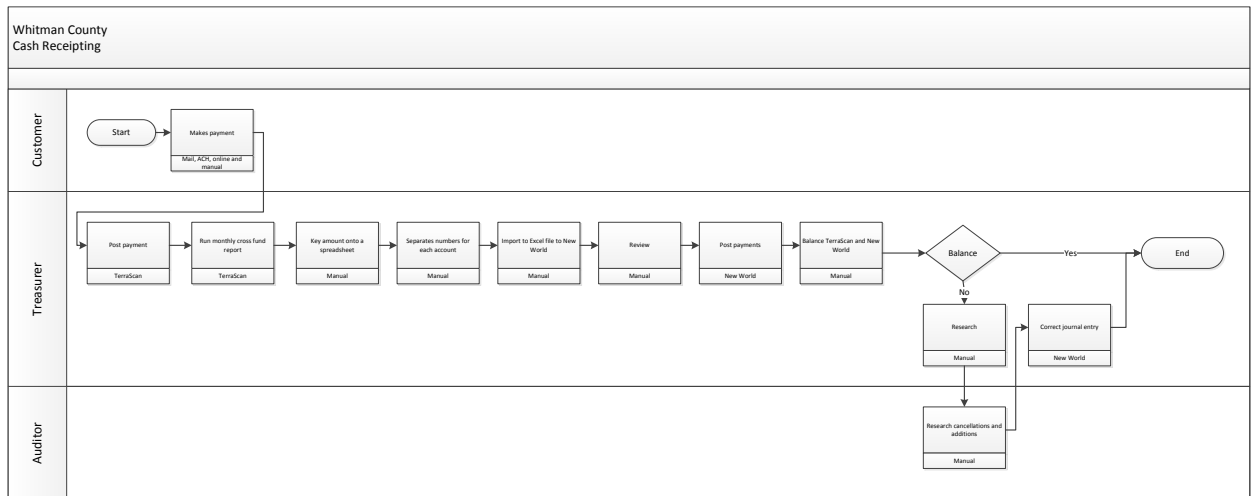 Whitman County
Cash Receipting
Customer
Start
Makes payment
Mail, ACH, online and
manual
Treasurer
Post payment
TerraScan
Run monthly cross fund
report
TerraScan
Key amount onto a
spreadsheet
Manual
Separates numbers for
each account
Manual
Import to Excel file to New
World
Manual
Review
Manual
Post payments
New World
Balance TerraScan and New
World
Manual
Balance
Yes
End
No
Research
Manual
Correct journal entry
New World
Auditor
Research cancellations and
additions
Manual